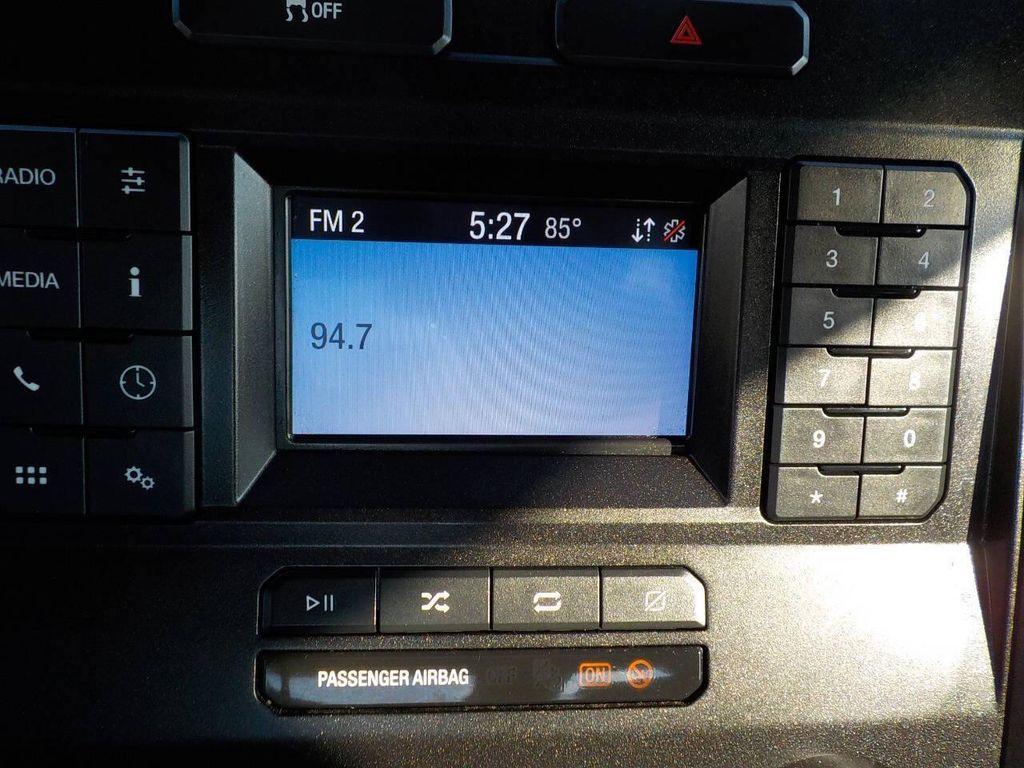 OFF
RADIO
MEDIA
i
FM 2 5:27 85°
94.7
1 2
3 4
5
7 8
9 0
* #
PASSENGER AIRBAG OFF ON